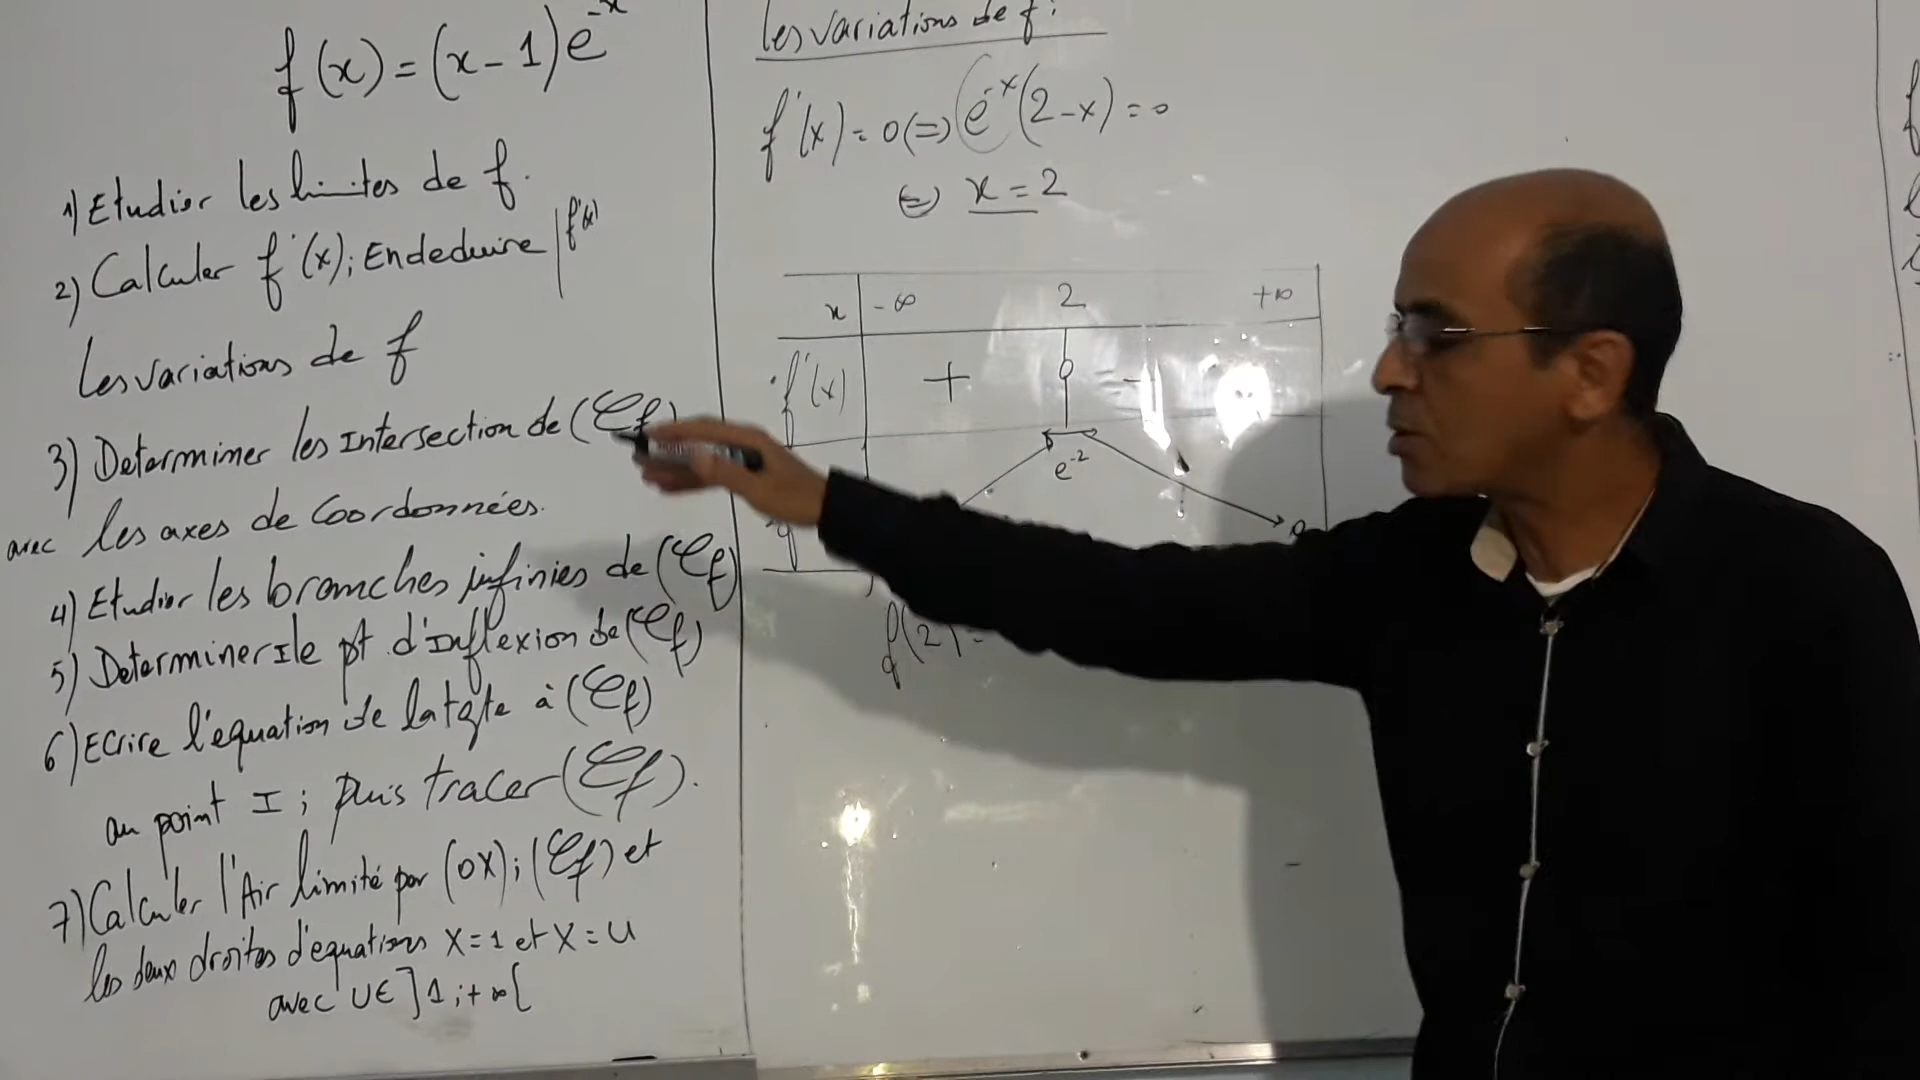 f(x) = (x-1)e^-x
1) Etudier les limites de f.
2) Calculer f'(x); En deduire | f'(x)
les variations de f
3) Determiner les Intersection de (Cf)
avec les axes de Coordonnées.
4) Etudier les branches infinies de (Cf)
5) Determiner I le pt d'Inflexion de (Cf)
6) Ecrire l'équation de la tgte à (Cf)
au point I ; puis tracer (Cf).
7) Calculer l'Air limité par (OX); (Cf) et
les deux droites d'equations X=1 et X=U
avec U∈ ]1;+∞[
les variations de f :
f'(x) = 0 (=) e^-x (2-x) = 0
(=) x = 2
x -∞ 2 +∞
f'(x) + 0 -
e^-2
f 0
f(2) =